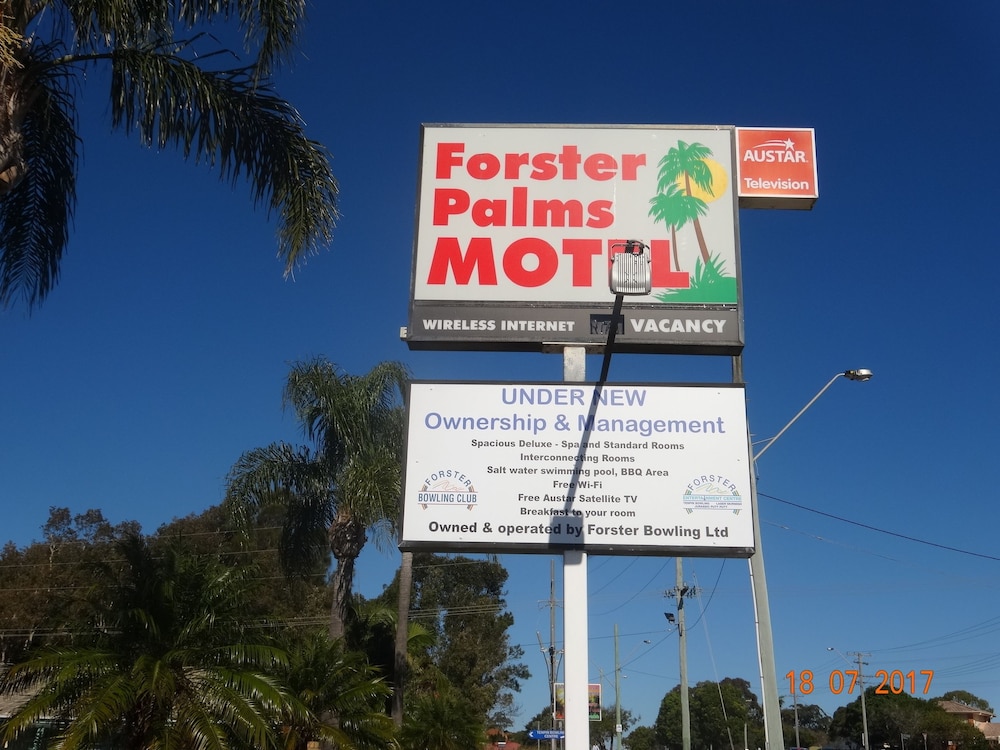 Forster
Palms
MOTEL
AUSTAR
Television
WIRELESS INTERNET VACANCY
UNDER NEW
Ownership & Management
Spacious Deluxe - Spa and Standard Rooms
Interconnecting Rooms
Salt water swimming pool, BBQ Area
Free Wi-Fi
Free Austar Satellite TV
Breakfast to your room
Owned & operated by Forster Bowling Ltd
FORSTER
BOWLING CLUB
FORSTER
ENTERTAINMENT CENTRE
18 07 2017